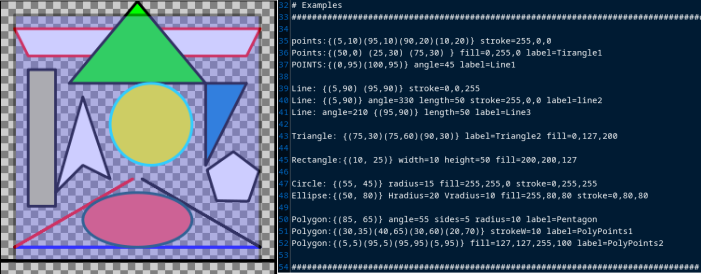 32 # Examples
33 ################################################################################
34
35 points:{(5,10)(95,10)(90,20)(10,20)} stroke=255,0,0
36 Points:{(50,0) (25,30) (75,30) } fill=0,255,0 label=Tirangle1
37 POINTS:{(0,95)(100,95)} angle=45 label=Line1
38
39 Line: {(5,90) (95,90)} stroke=0,0,255
40 Line: {(5,90)} angle=330 length=50 stroke=255,0,0 label=line2
41 Line: angle=210 {(95,90)} length=50 label=Line3
42
43 Triangle: {(75,30)(75,60)(90,30)} label=Triangle2 fill=0,127,200
44
45 Rectangle:{(10, 25)} width=10 height=50 fill=200,200,127
46
47 Circle: {(55, 45)} radius=15 fill=255,255,0 stroke=0,255,255
48 Ellipse:{(50, 80)} Hradius=20 Vradius=10 fill=255,80,80 stroke=0,80,80
49
50 Polygon:{(85, 65)} angle=55 sides=5 radius=10 label=Pentagon
51 Polygon:{(30,35)(40,65)(30,60)(20,70)} strokeW=10 label=PolyPoints1
52 Polygon:{(5,5)(95,5)(95,95)(5,95)} fill=127,127,255,100 label=PolyPoints2
53
54 ################################################################################